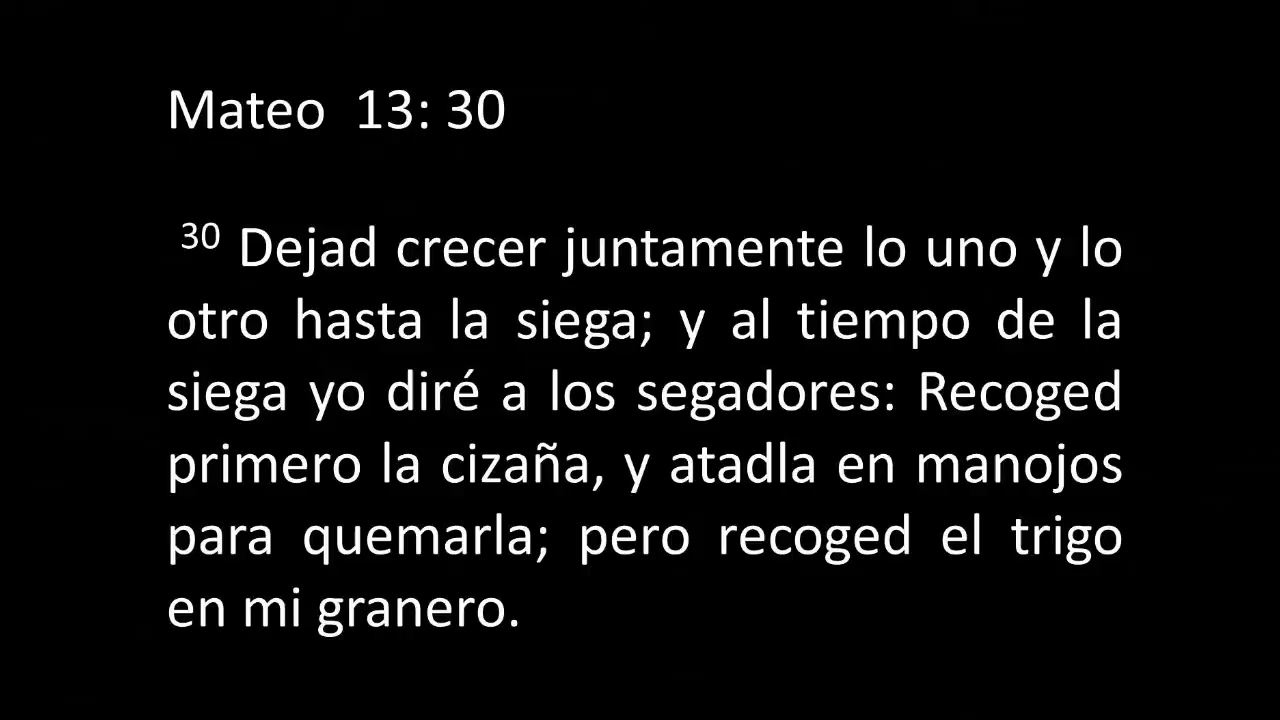 Mateo 13: 30
30 Dejad crecer juntamente lo uno y lo
otro hasta la siega; y al tiempo de la
siega yo diré a los segadores: Recoged
primero la cizaña, y atadla en manojos
para quemarla; pero recoged el trigo
en mi granero.